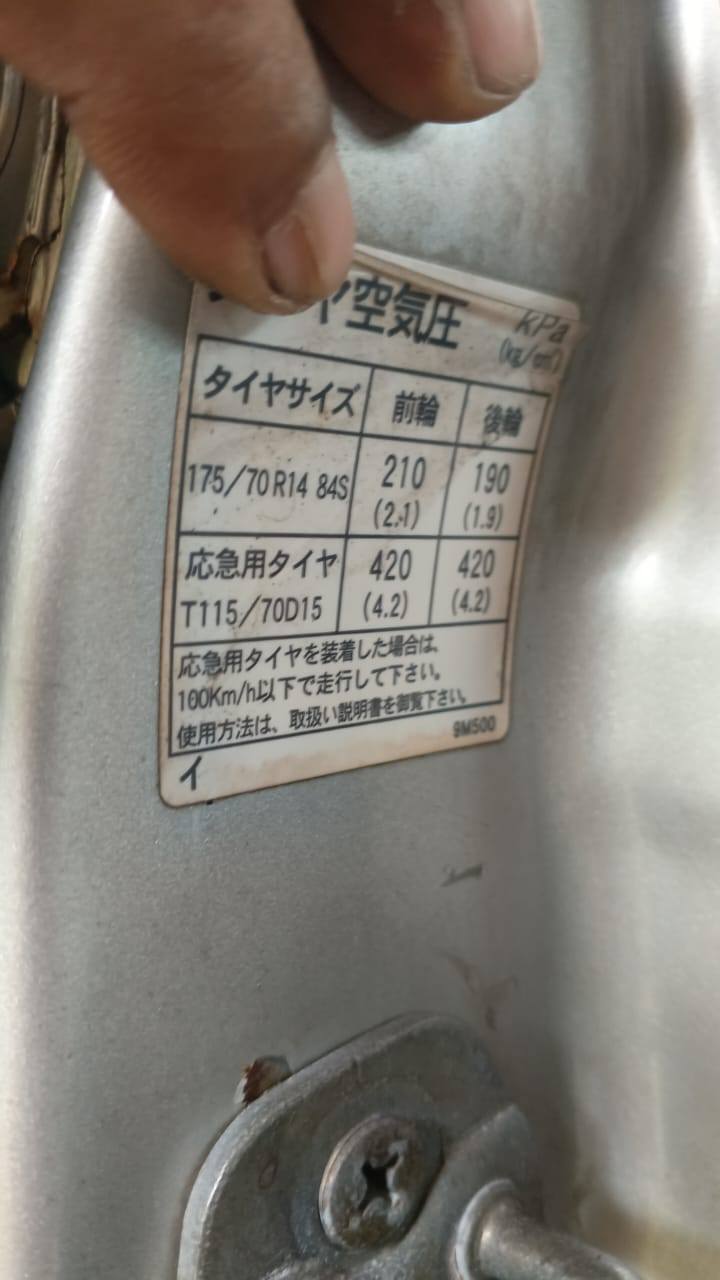 ヤ空気圧 kPa
(kg/cm²)
タイヤサイズ 前輪 後輪
175/70R14 84S 210 190
(2.1) (1.9)
応急用タイヤ 420 420
T115/70D15 (4.2) (4.2)
応急用タイヤを装着した場合は、
100Km/h以下で走行して下さい。
使用方法は、取扱い説明書を御覧下さい。
9M500
イ